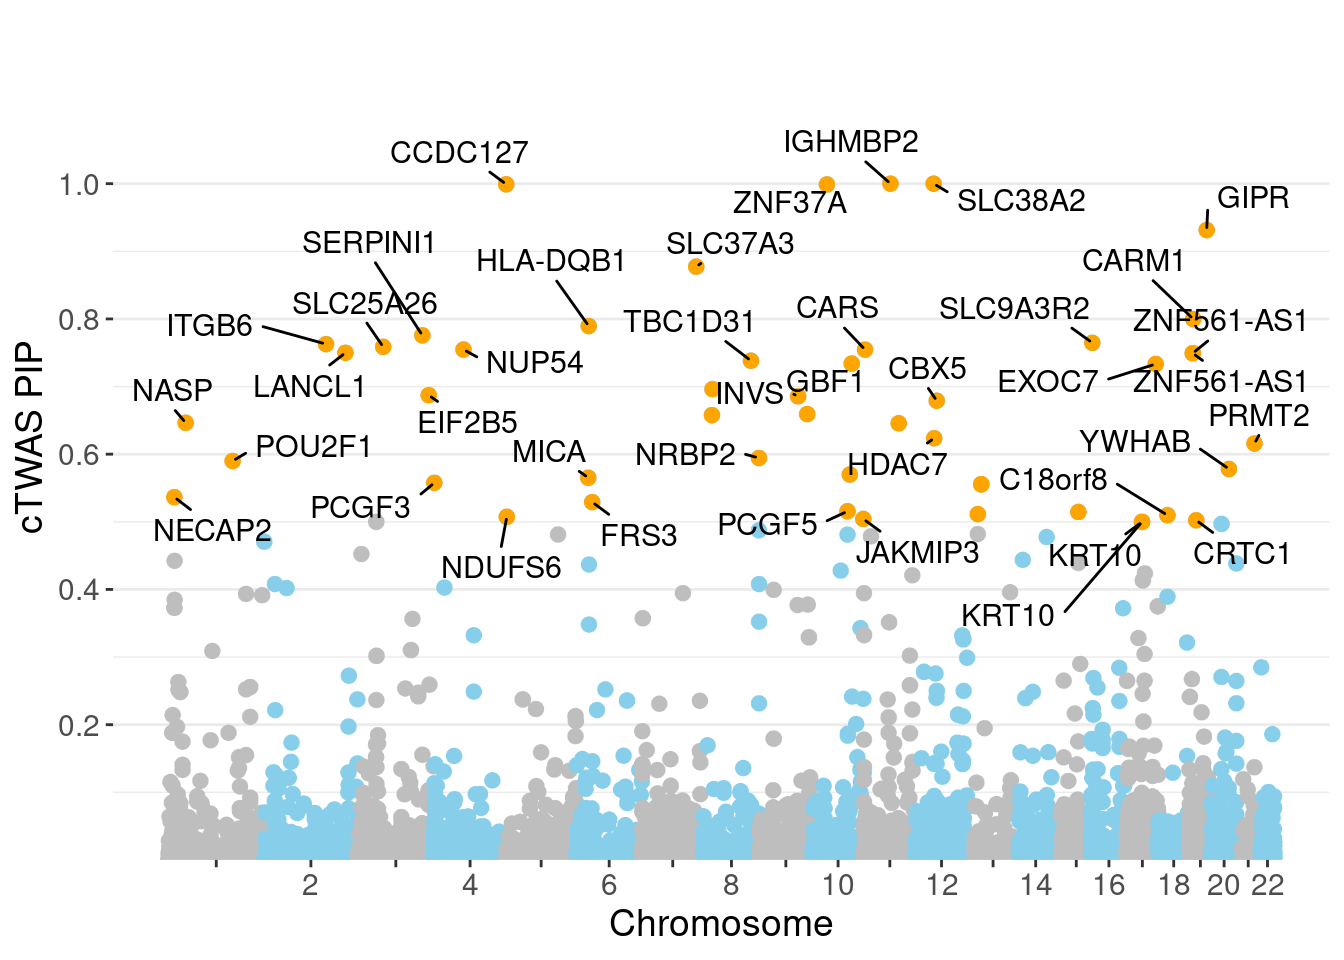 IGHMBP2
CCDC127
1.0
ZNF37A
SLC38A2
GIPR
SERPINI1
SLC37A3
HLA-DQB1
CARM1
SLC25A26
CARS
SLC9A3R2
0.8
ITGB6
TBC1D31
ZNF561-AS1
NUP54
CBX5
LANCL1
NASP
INVS
GBF1
EXOC7
ZNF561-AS1
EIF2B5
PRMT2
POU2F1
MICA
NRBP2
YWHAB
0.6
HDAC7
C18orf8
PCGF3
NECAP2
FRS3
PCGF5
NDUFS6
JAKMIP3
KRT10
CRTC1
0.4
KRT10
0.2
cTWAS PIP
2 4 6 8 10 12 14 16 18 20 22
Chromosome